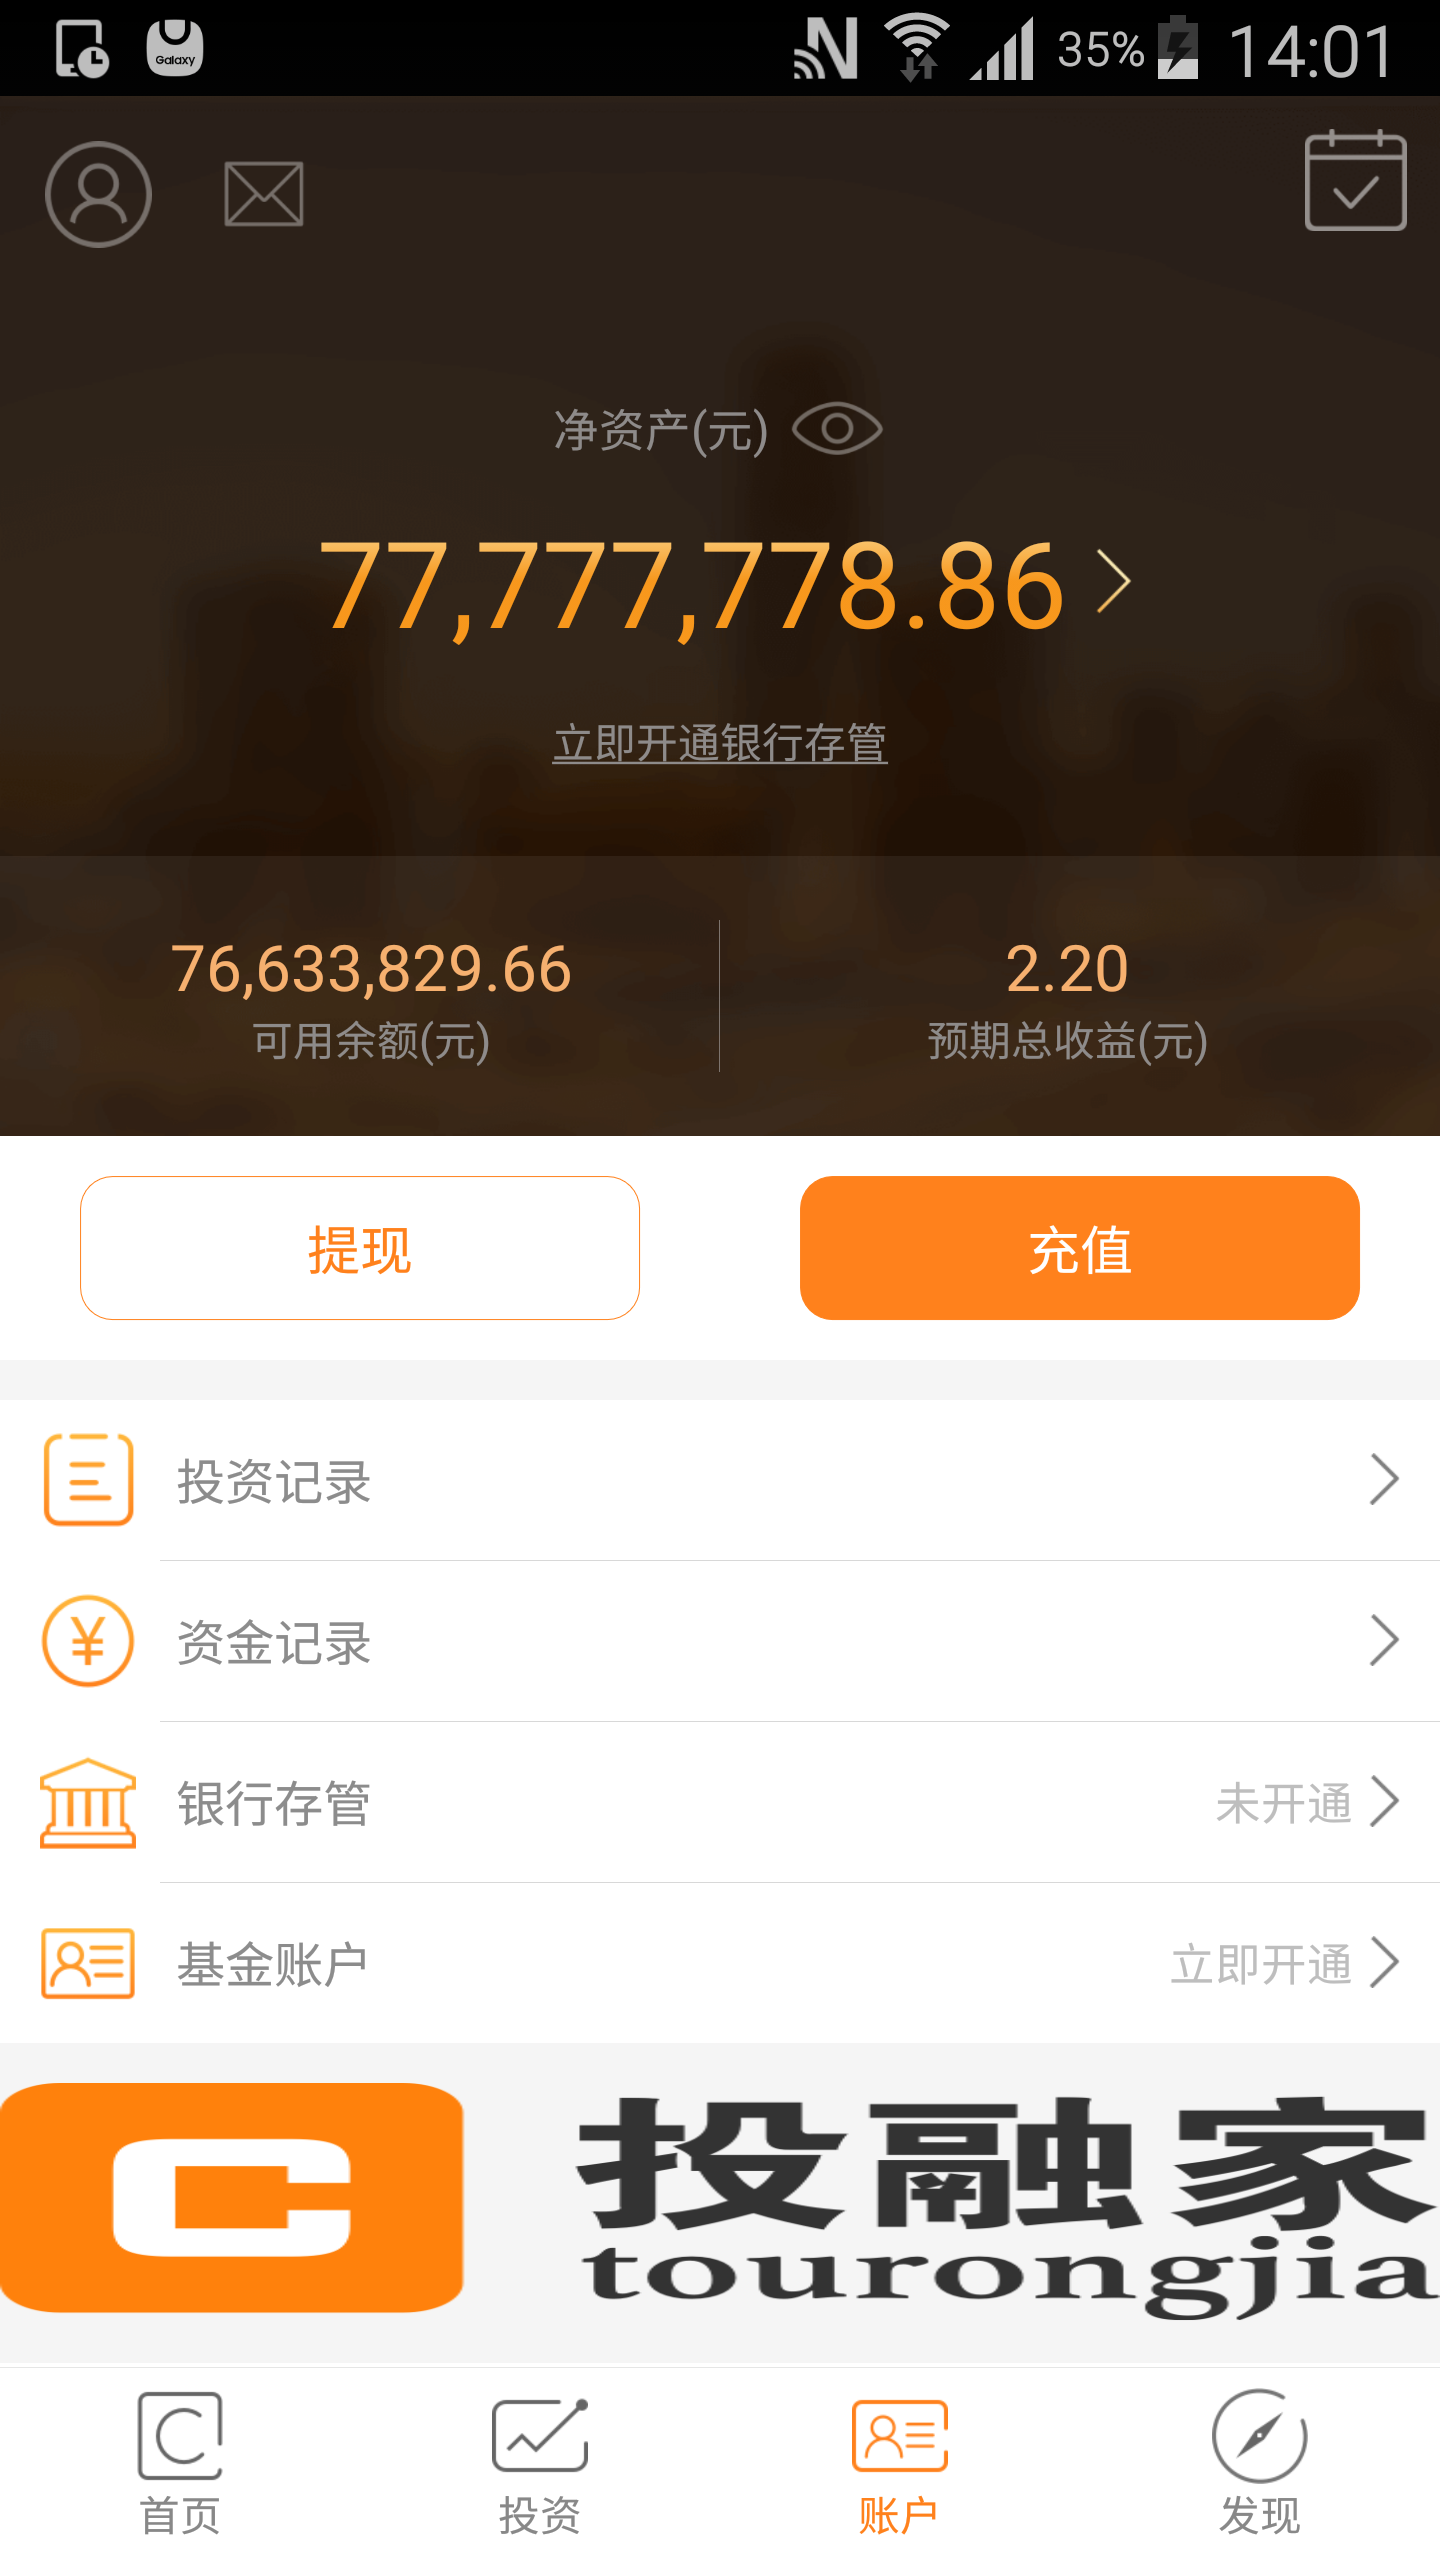 Galaxy
35%
14:01
净资产(元)
77,777,778.86
立即开通银行存管
76,633,829.66
2.20
可用余额(元)
预期总收益(元)
提现
充值
投资记录
资金记录
银行存管
未开通
基金账户
立即开通
投融家
tourongjia
首页
投资
账户
发现